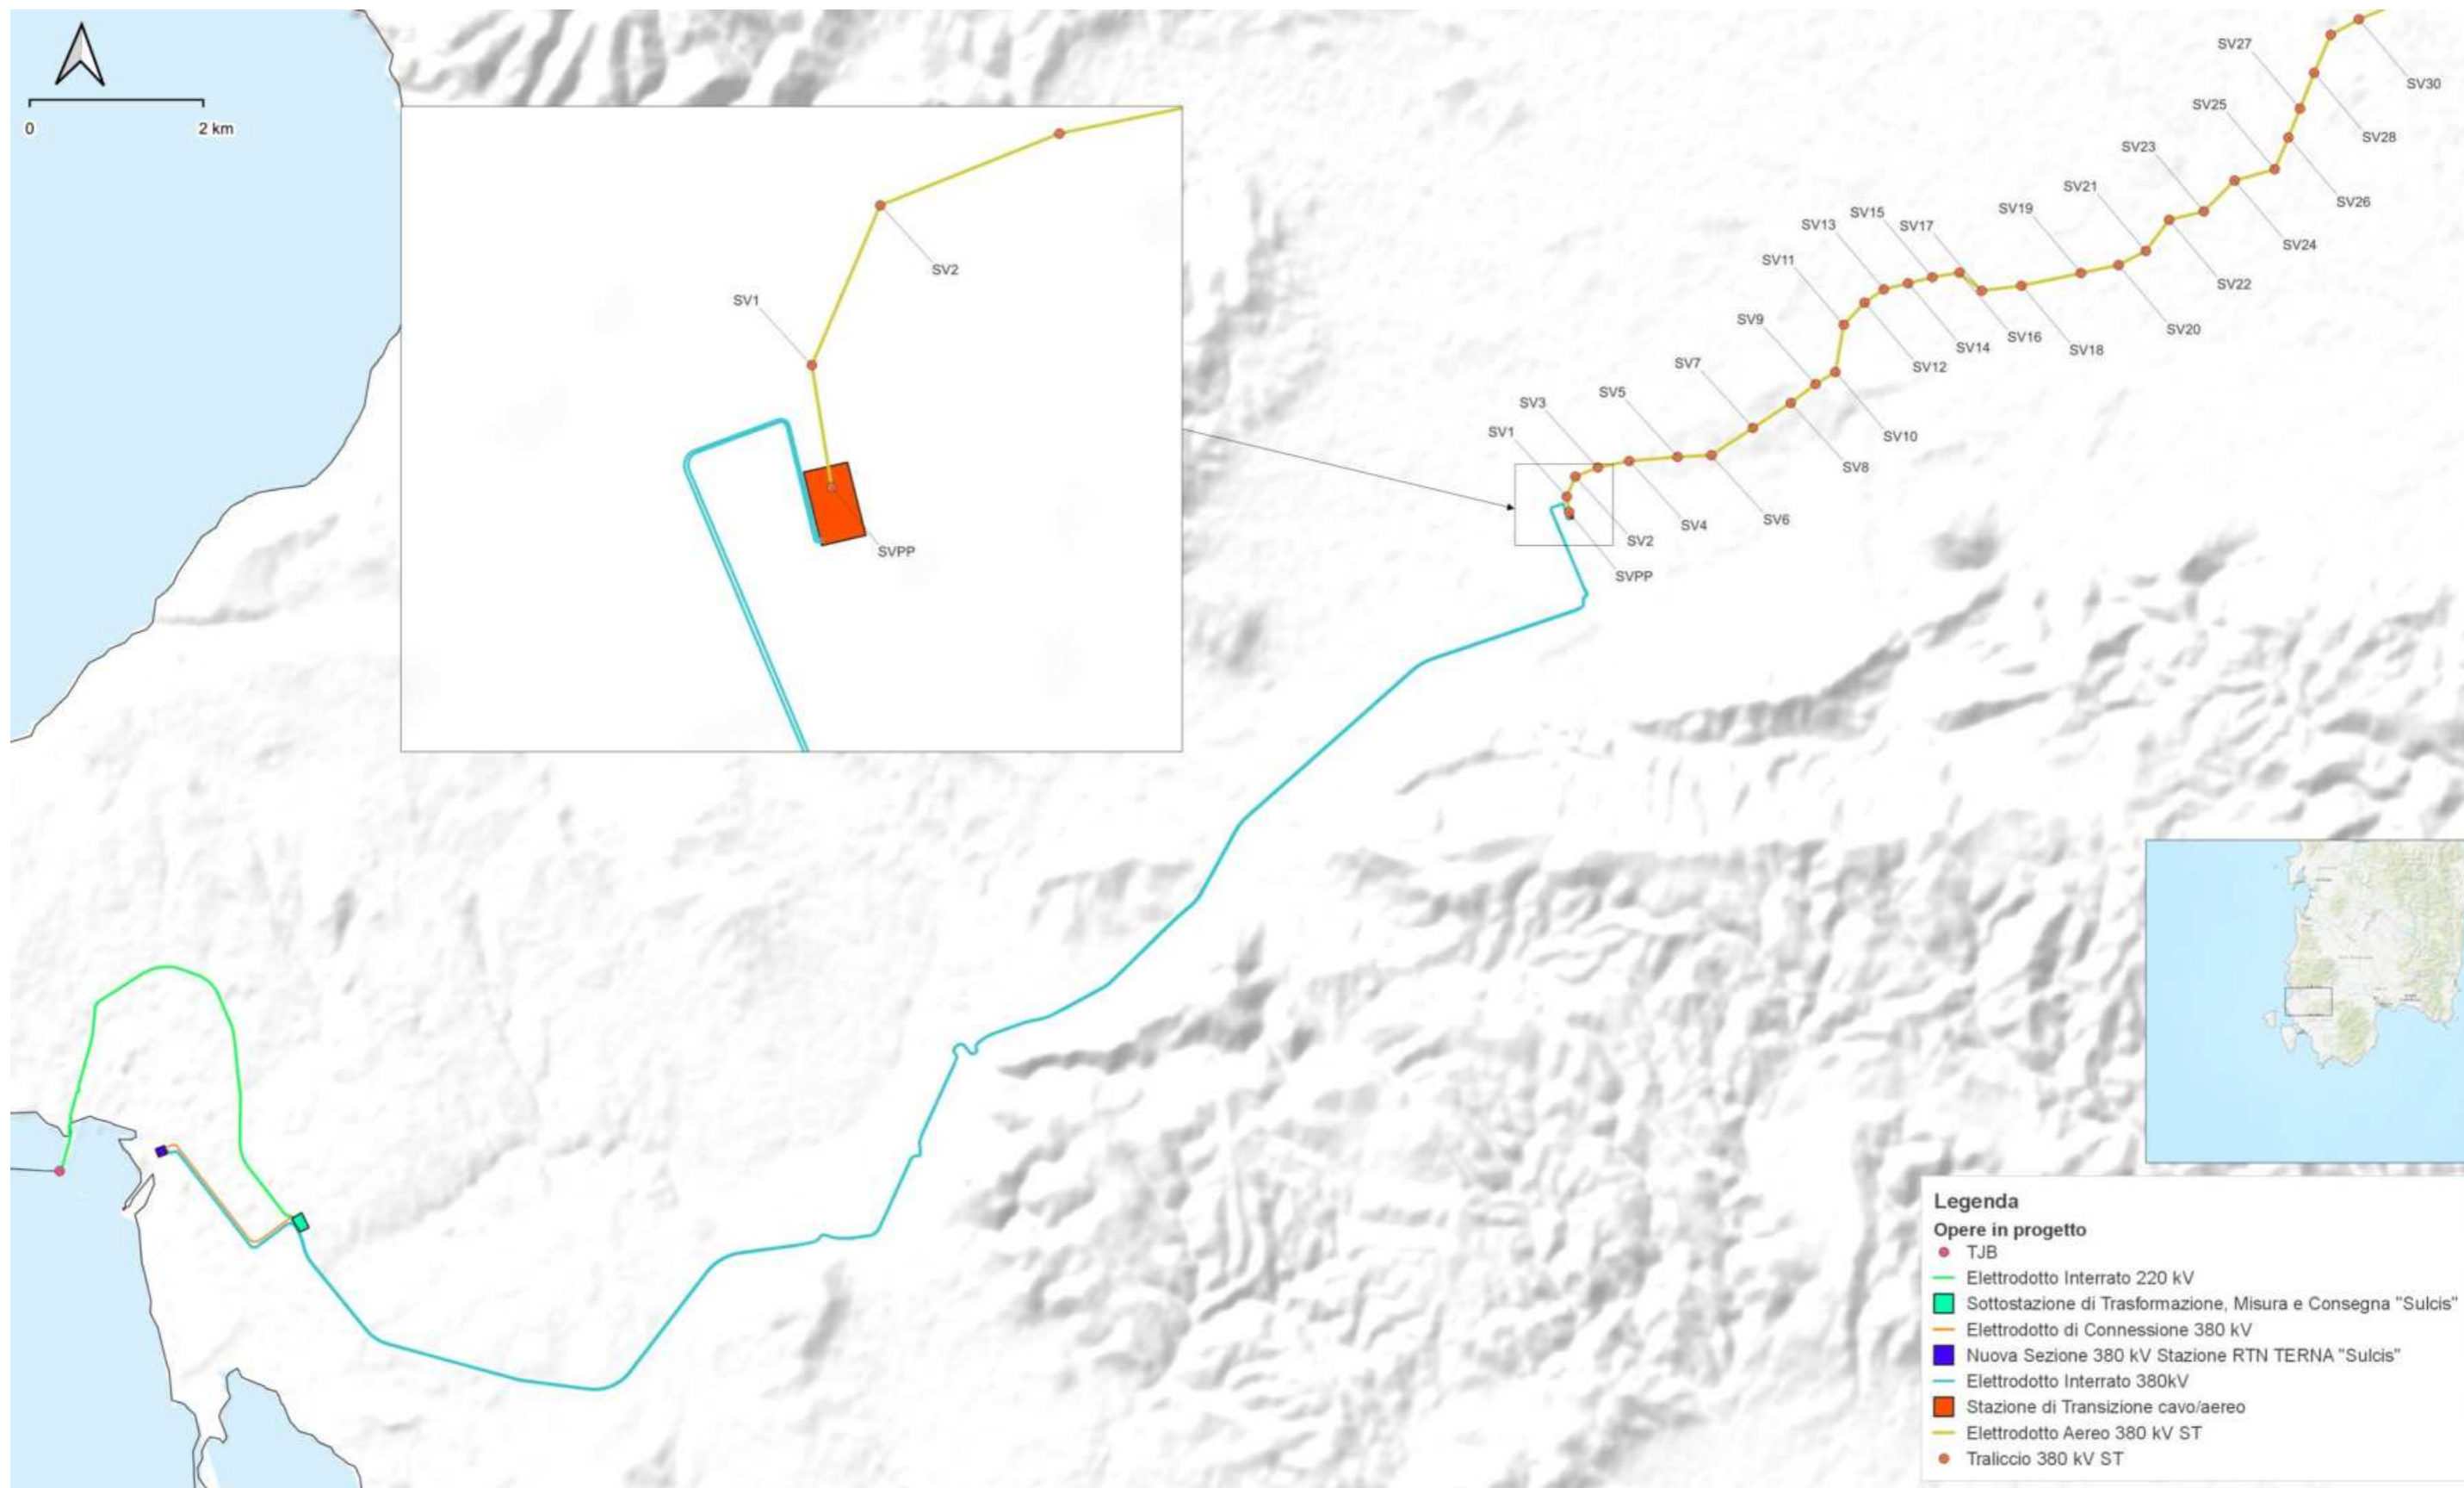 0
2 km
SV1
SV2
SVPP
SV27
SV30
SV25
SV28
SV23
SV26
SV21
SV24
SV19
SV15
SV17
SV13
SV22
SV11
SV20
SV16
SV18
SV14
SV12
SV9
SV7
SV10
SV5
SV8
SV3
SV1
SV6
SV4
SV2
SVPP
Legenda
Opere in progetto
TJB
Elettrodotto Interrato 220 kV
Sottostazione di Trasformazione, Misura e Consegna "Sulcis"
Elettrodotto di Connessione 380 kV
Nuova Sezione 380 kV Stazione RTN TERNA "Sulcis"
Elettrodotto Interrato 380kV
Stazione di Transizione cavo/aereo
Elettrodotto Aereo 380 kV ST
Traliccio 380 kV ST